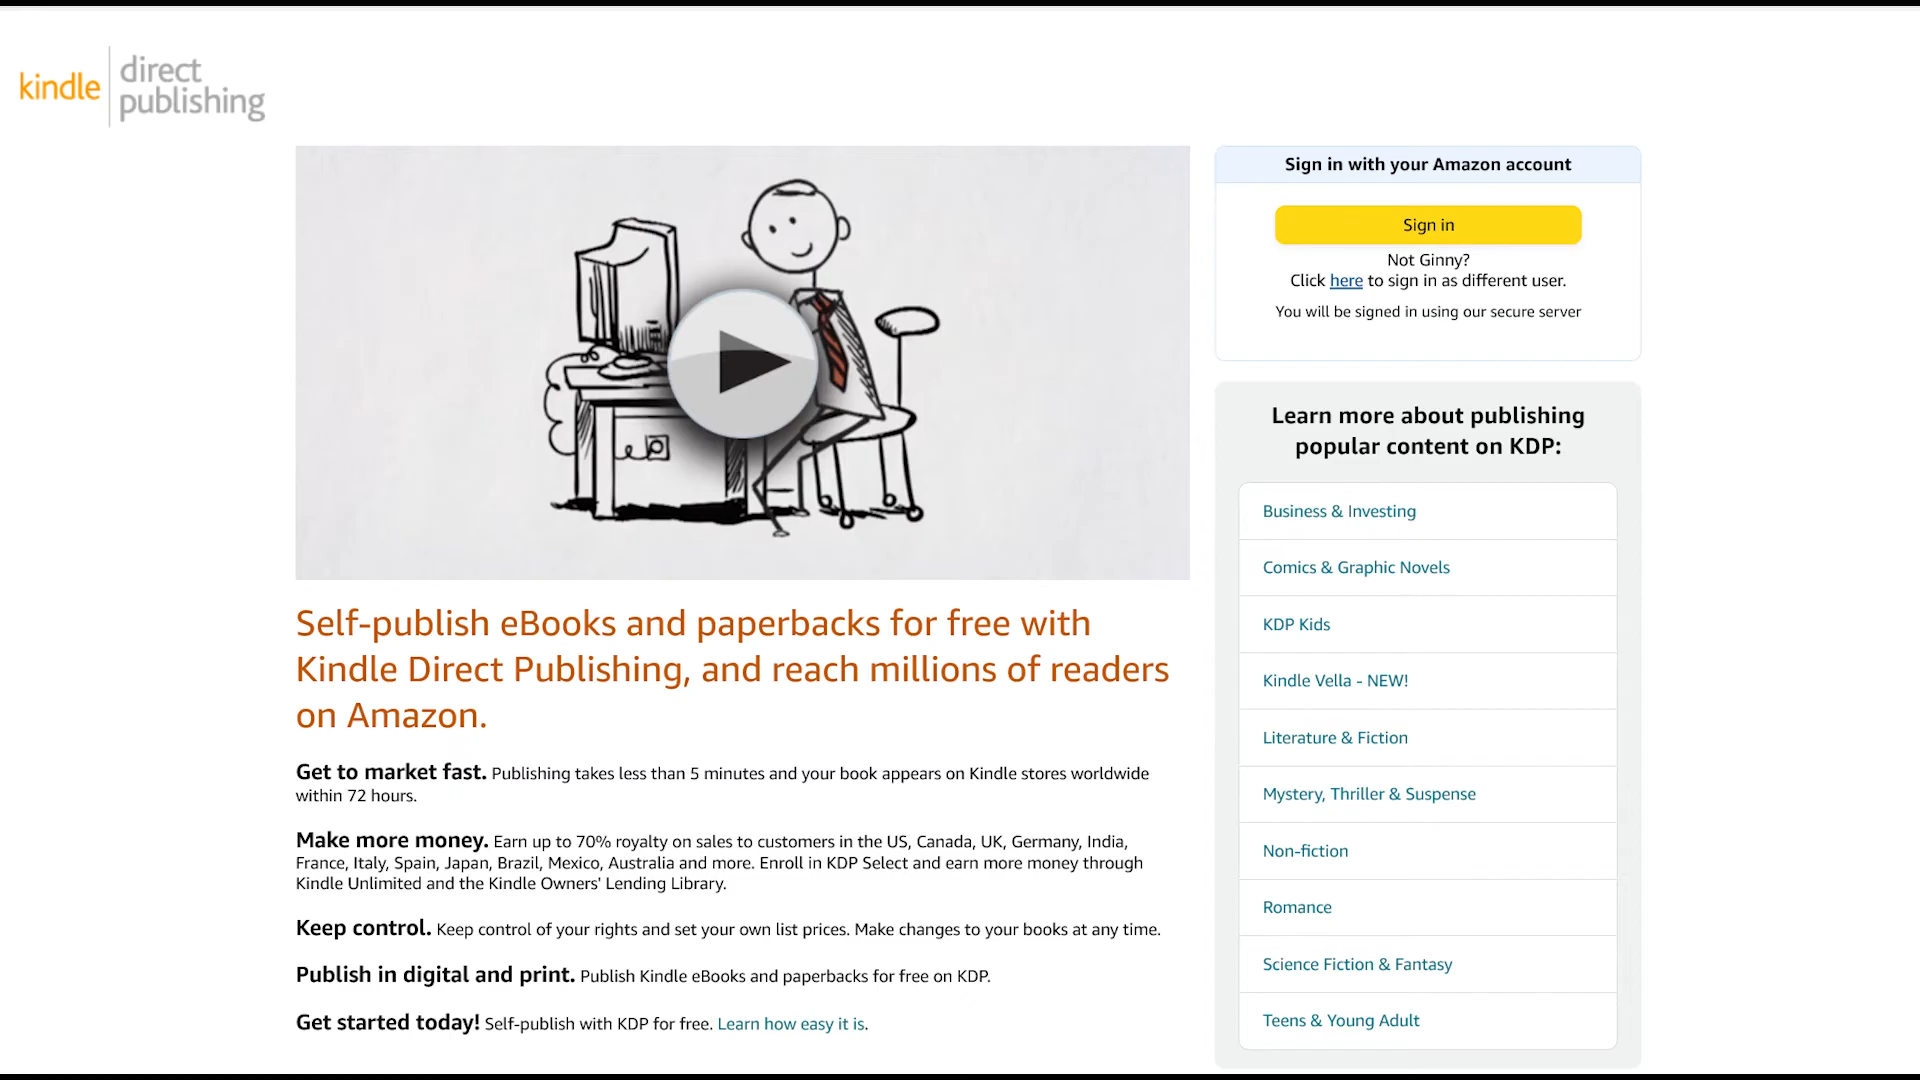 kindle
direct
publishing
Sign in with your Amazon account
Sign in
Not Ginny?
Click here to sign in as different user.
You will be signed in using our secure server
Learn more about publishing
popular content on KDP:
Business & Investing
Comics & Graphic Novels
KDP Kids
Kindle Vella - NEW!
Literature & Fiction
Mystery, Thriller & Suspense
Non-fiction
Romance
Science Fiction & Fantasy
Teens & Young Adult
Self-publish eBooks and paperbacks for free with
Kindle Direct Publishing, and reach millions of readers
on Amazon.
Get to market fast. Publishing takes less than 5 minutes and your book appears on Kindle stores worldwide
within 72 hours.
Make more money. Earn up to 70% royalty on sales to customers in the US, Canada, UK, Germany, India,
France, Italy, Spain, Japan, Brazil, Mexico, Australia and more. Enroll in KDP Select and earn more money through
Kindle Unlimited and the Kindle Owners' Lending Library.
Keep control. Keep control of your rights and set your own list prices. Make changes to your books at any time.
Publish in digital and print. Publish Kindle eBooks and paperbacks for free on KDP.
Get started today! Self-publish with KDP for free. Learn how easy it is.